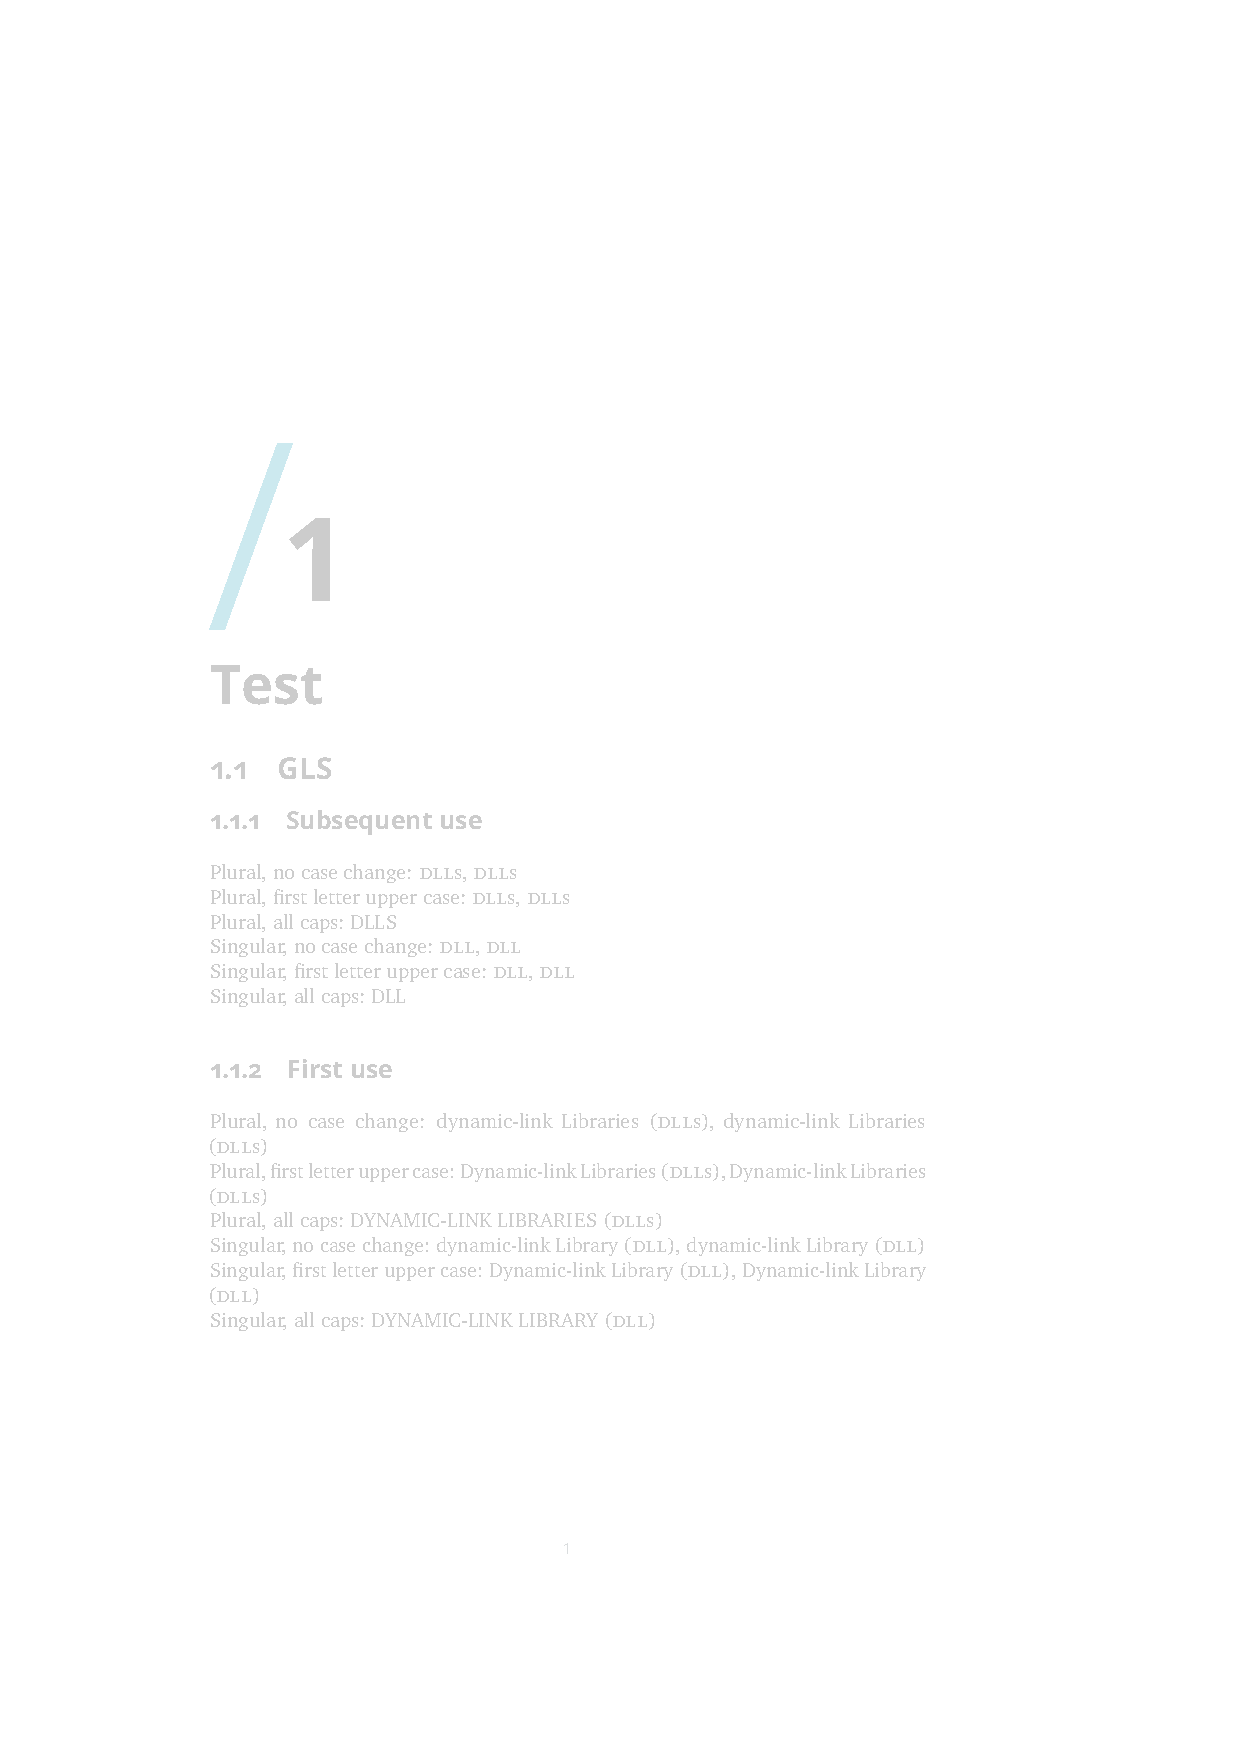 /1
Test
1.1 GLS
1.1.1 Subsequent use
Plural, no case change: DLLs, DLLs
Plural, first letter upper case: DLLs, DLLs
Plural, all caps: DLLS
Singular, no case change: DLL, DLL
Singular, first letter upper case: DLL, DLL
Singular, all caps: DLL
1.1.2 First use
Plural, no case change: dynamic-link Libraries (DLLs), dynamic-link Libraries
(DLLs)
Plural, first letter upper case: Dynamic-link Libraries (DLLs), Dynamic-link Libraries
(DLLs)
Plural, all caps: DYNAMIC-LINK LIBRARIES (DLLs)
Singular, no case change: dynamic-link Library (DLL), dynamic-link Library (DLL)
Singular, first letter upper case: Dynamic-link Library (DLL), Dynamic-link Library
(DLL)
Singular, all caps: DYNAMIC-LINK LIBRARY (DLL)
1